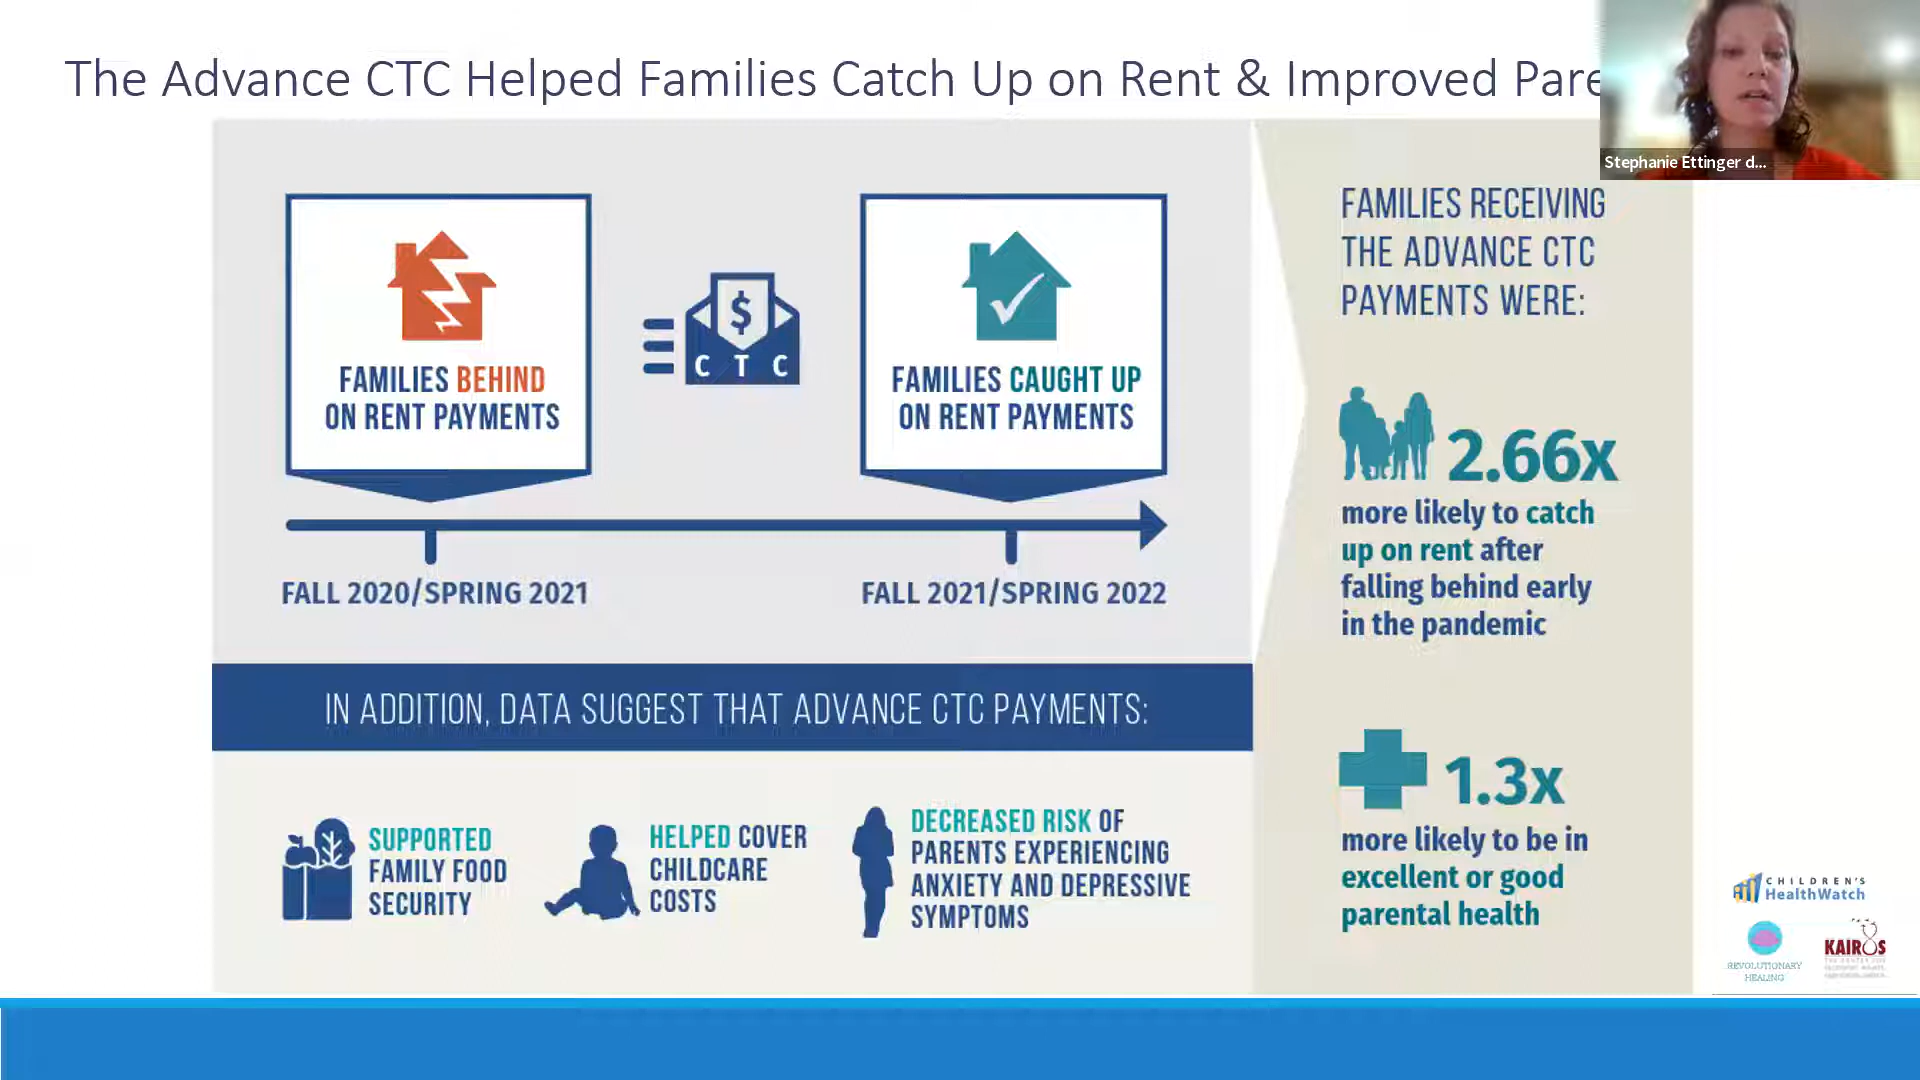 The Advance CTC Helped Families Catch Up on Rent & Improved Pare
Stephanie Ettinger d...
FAMILIES BEHIND
ON RENT PAYMENTS
$
C T C
FAMILIES CAUGHT UP
ON RENT PAYMENTS
FALL 2020/SPRING 2021
FALL 2021/SPRING 2022
FAMILIES RECEIVING
THE ADVANCE CTC
PAYMENTS WERE:
2.66x
more likely to catch
up on rent after
falling behind early
in the pandemic
1.3x
more likely to be in
excellent or good
parental health
IN ADDITION, DATA SUGGEST THAT ADVANCE CTC PAYMENTS:
SUPPORTED
FAMILY FOOD
SECURITY
HELPED COVER
CHILDCARE
COSTS
DECREASED RISK OF
PARENTS EXPERIENCING
ANXIETY AND DEPRESSIVE
SYMPTOMS
CHILDREN'S
HealthWatch
REVOLUTIONARY
HEALING
KAIROS